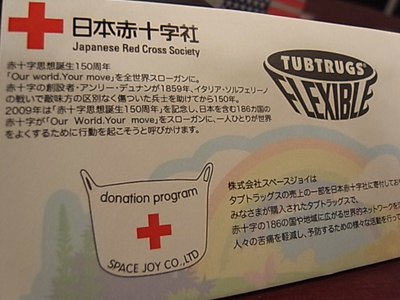 日本赤十字社
Japanese Red Cross Society
赤十字思想誕生150周年
「Our world.Your move」を全世界スローガンに。
赤十字の創設者・アンリー・デュナンが1859年、イタリア・ソルフェリーノ
の戦いで敵味方の区別なく傷ついた兵士を助けてから150年。
2009年は「赤十字思想誕生150周年」を記念し、日本を含む186カ国の
赤十字が「Our World.Your move」をスローガンに、一人ひとりが世界
をよくするために行動を起こそうと呼びかけます。
TUBTRUGS
FLEXIBLE
donation program
SPACE JOY CO.,LTD
株式会社スペースジョイは
タブトラッグスの売上の一部を日本赤十字社に寄付してお
みなさまが購入されたタブトラッグスで、
赤十字の186の国や地域に広がる世界的ネットワークを
人々の苦痛を軽減し、予防するための様々な活動を行って